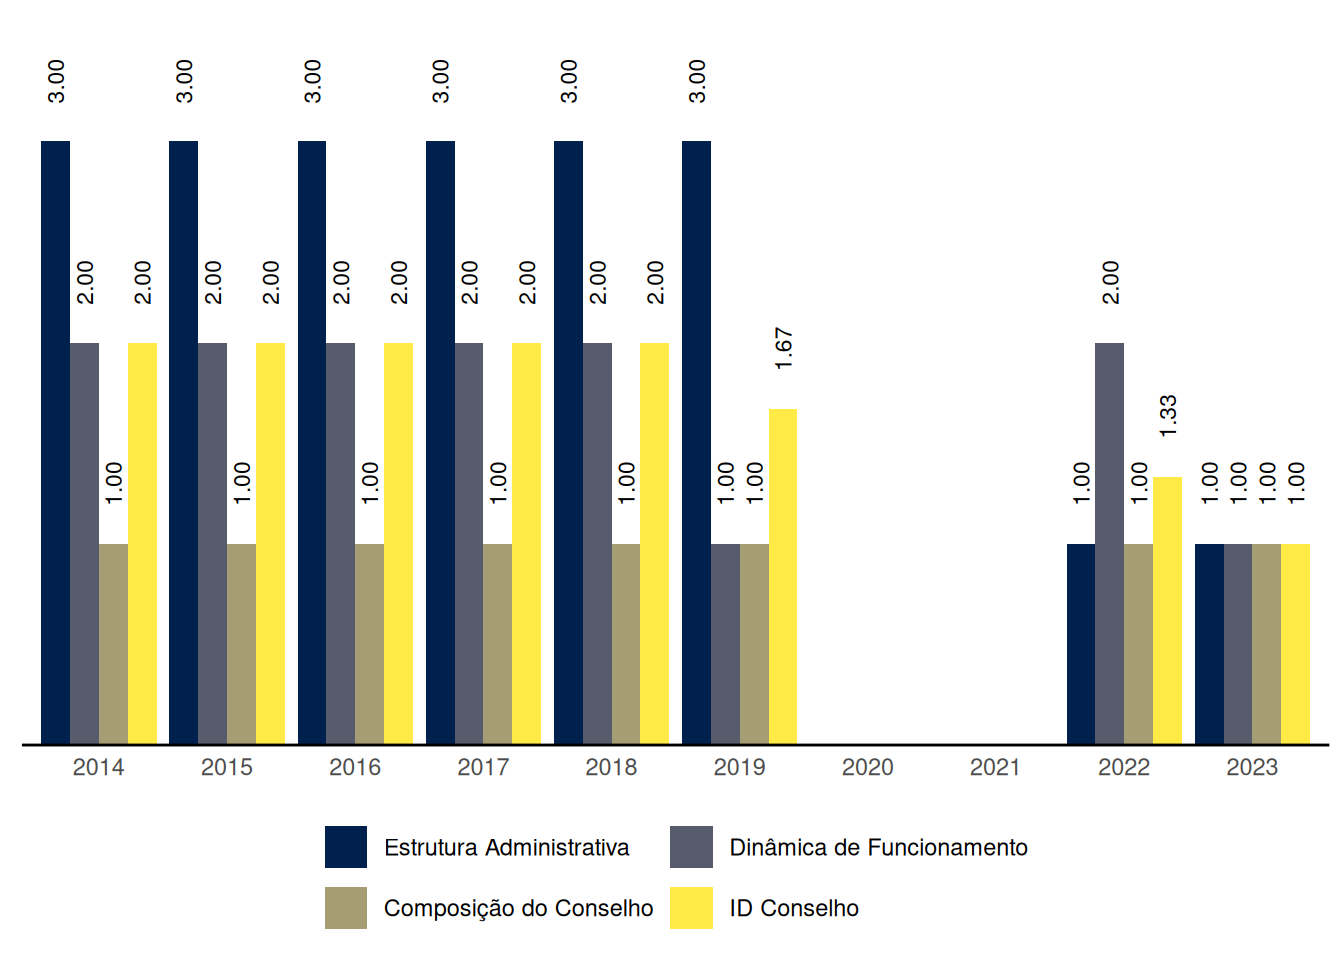 3.00 3.00 3.00 3.00 3.00 3.00
2.00 2.00 2.00 2.00 2.00 2.00 2.00 2.00 2.00 2.00 2.00
1.67
1.33
1.00 1.00 1.00 1.00 1.00 1.00 1.00 1.00 1.00 1.00 1.00 1.00 1.00
2014 2015 2016 2017 2018 2019 2020 2021 2022 2023
Estrutura Administrativa Dinâmica de Funcionamento
Composição do Conselho ID Conselho